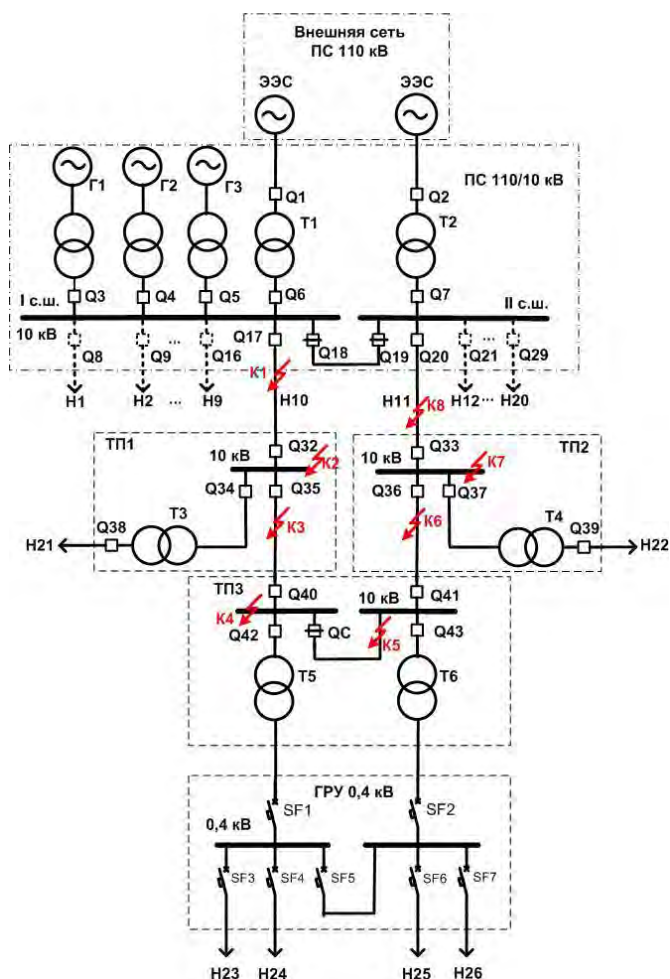 Внешняя сеть
ПС 110 кВ
ЭЭС ЭЭС
Г1 Г2 Г3 Q1 Q2 ПС 110/10 кВ
Т1 Т2
Q3 Q4 Q5 Q6 Q7
I с.ш. II с.ш.
10 кВ Q17
Q8 Q9 ... Q16 Q18 Q19 Q20 Q21 ... Q29
К1
Н1 Н2 ... Н9 Н10 Н11 К8 Н12 ... Н20
ТП1 Q32 Q33 ТП2
10 кВ К2 10 кВ К7
Q34 Q35 Q36 Q37
Q38 Т3 К3 К6 Т4 Q39
Н21 Н22
ТП3 Q40 10 кВ Q41
К4
Q42 QC К5 Q43
Т5 Т6
ГРУ 0,4 кВ
SF1 SF2
0,4 кВ
SF3 SF4 SF5 SF6 SF7
Н23 Н24 Н25 Н26